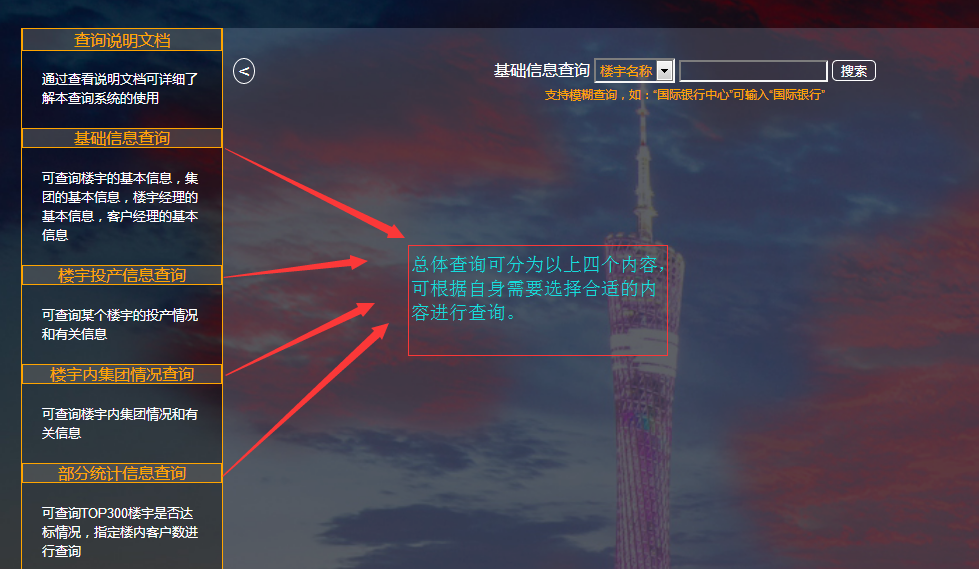 查询说明文档
通过查看说明文档可详细了
解本查询系统的使用
基础信息查询
可查询楼宇的基本信息，集
团的基本信息，楼宇经理的
基本信息，客户经理的基本
信息
楼宇投产信息查询
可查询某个楼宇的投产情况
和有关信息
楼宇内集团情况查询
可查询楼宇内集团情况和有
关信息
部分统计信息查询
可查询TOP300楼宇是否达
标情况，指定楼内客户数进
行查询
<
基础信息查询 楼宇名称 搜索
支持模糊查询，如：“国际银行中心”可输入“国际银行”
总体查询可分为以上四个内容，
可根据自身需要选择合适的内
容进行查询。